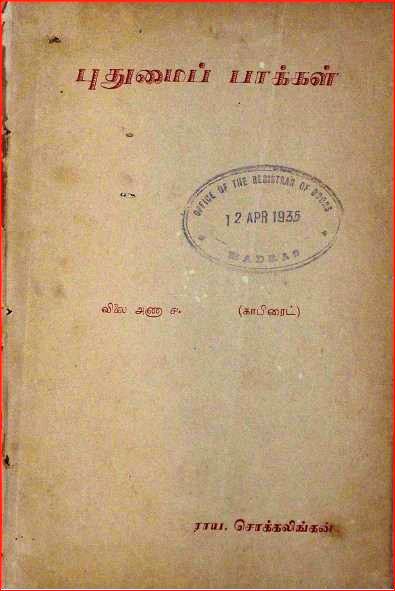 புதுமைப் பாக்கள்
OFFICE OF THE REGISTRAR OF BOOKS
12 APR 1935
MADRAS
விலை அணா ௪. (காபிரைட்)
ராய. சொக்கலிங்கன்